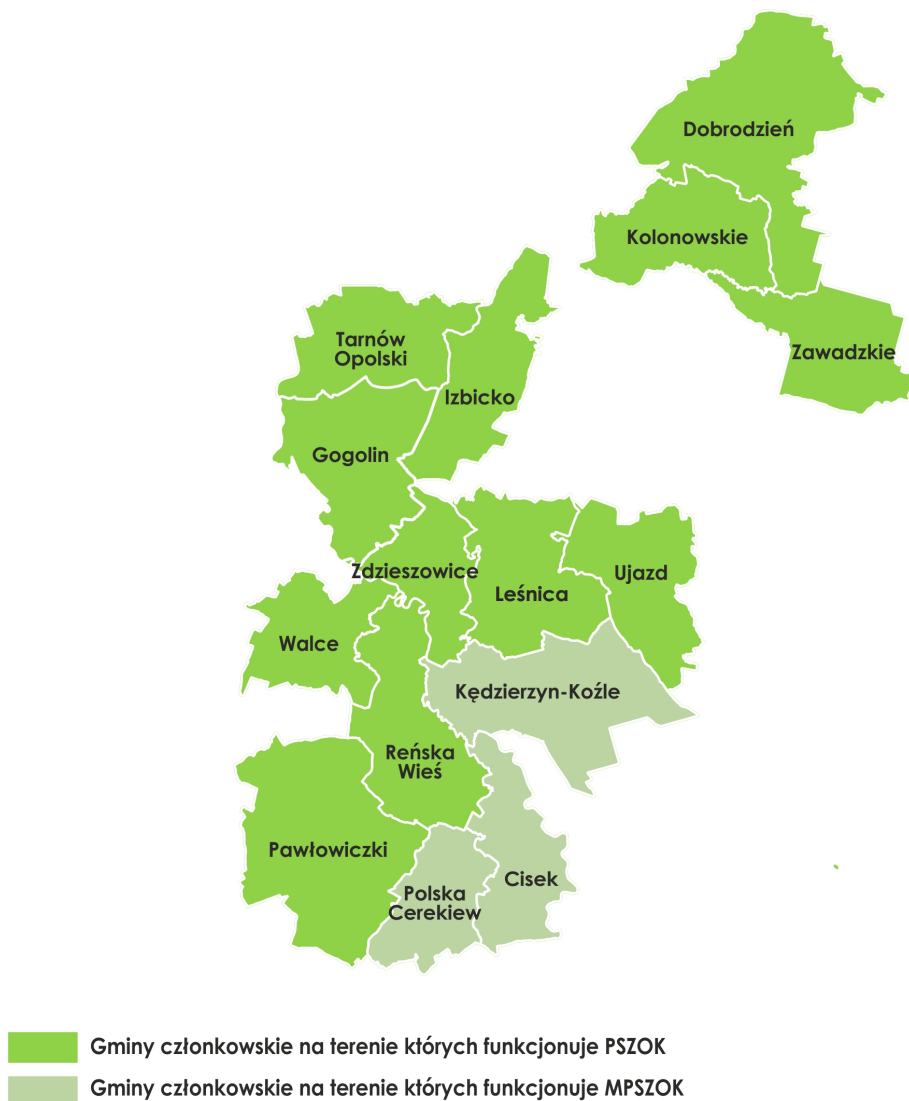 Dobrodzień
Kolonowskie
Zawadzkie
Tarnów
Opolski
Izbicko
Gogolin
Zdzieszowice
Leśnica
Ujazd
Walce
Kędzierzyn-Koźle
Reńska
Wieś
Pawłowiczki
Polska
Cerekiew
Cisek
Gminy członkowskie na terenie których funkcjonuje PSZOK
Gminy członkowskie na terenie których funkcjonuje MPSZOK